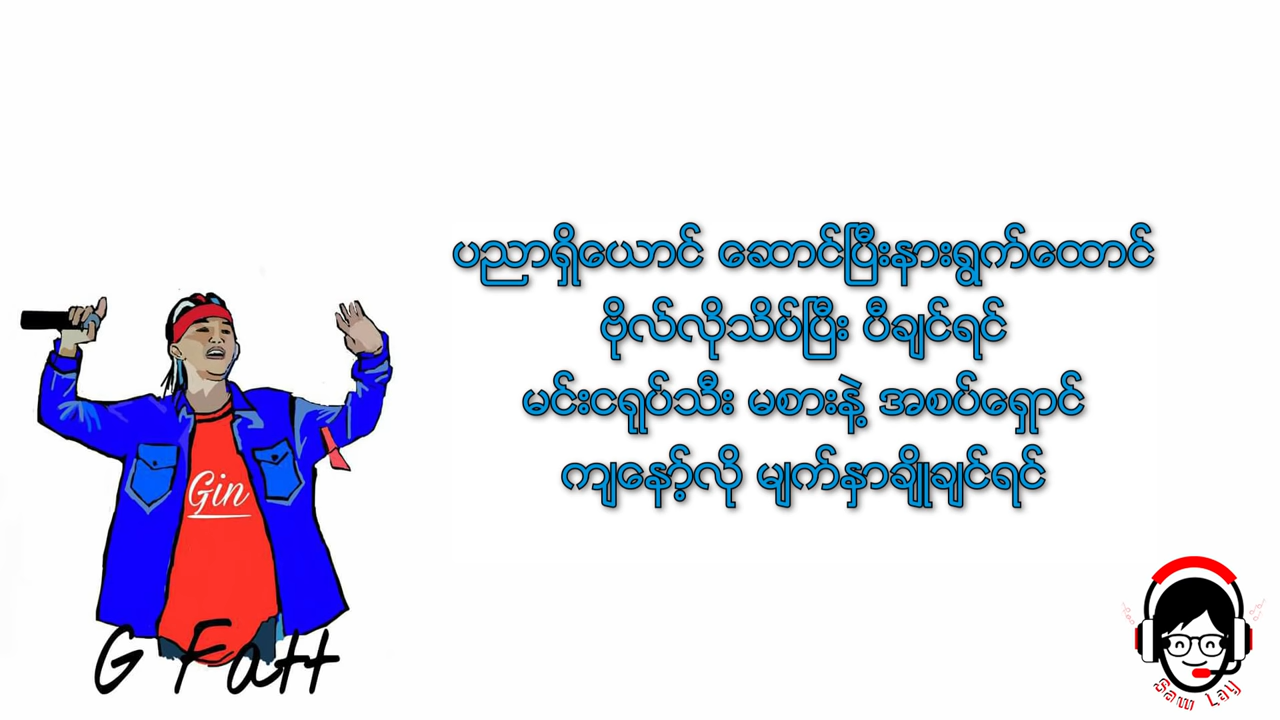 ပညာရှိယောင် ဆောင်ပြီးနားရွက်ထောင်
ဗိုလ်လိုသိပ်ပြီး ပီချင်ရင်
မင်းငရုပ်သီး မစားနဲ့ အစပ်ရှောင်
ကျနော့်လို မျက်နှာချိုချင်ရင်
Gin
G Fatt
Saw Lay